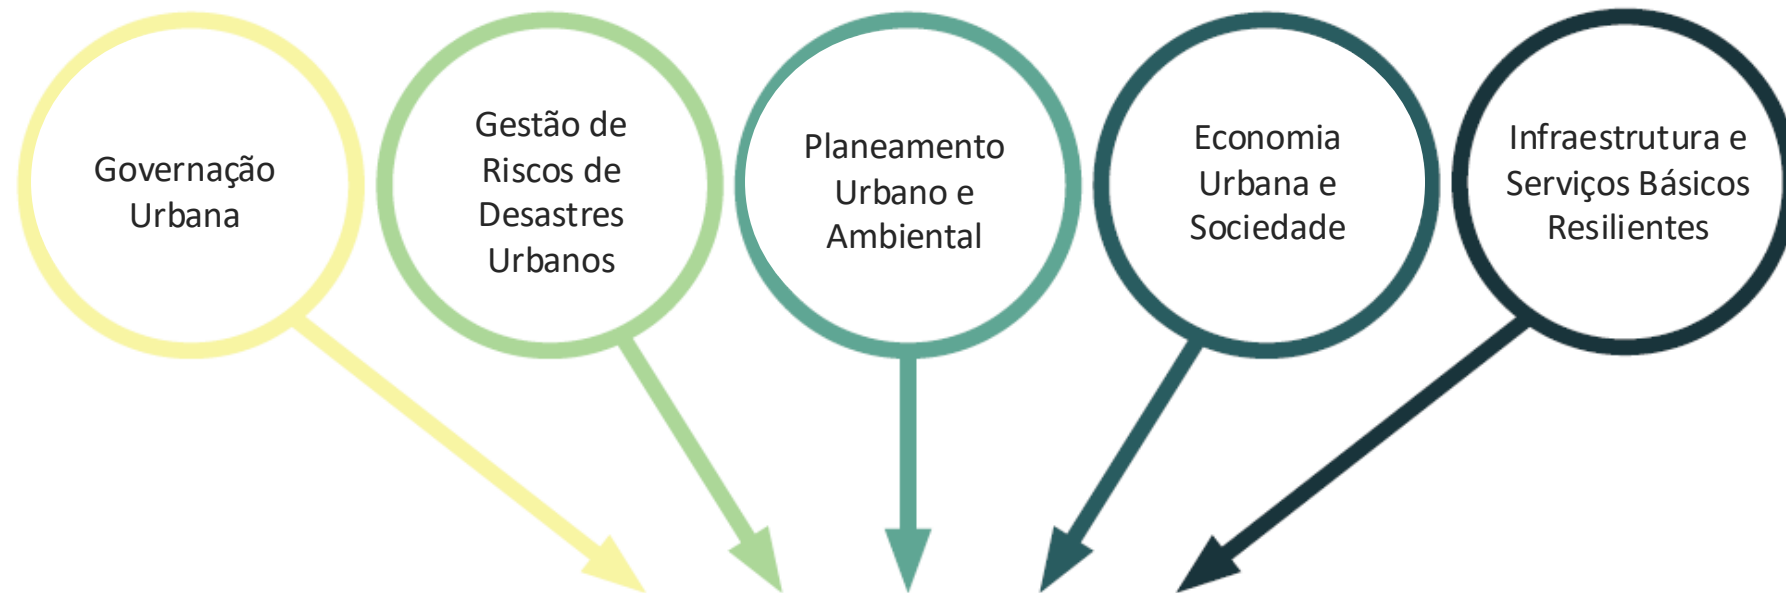 Governação
Urbana
Gestão de
Riscos de
Desastres
Urbanos
Planeamento
Urbano e
Ambiental
Economia
Urbana e
Sociedade
Infraestrutura e
Serviços Básicos
Resilientes